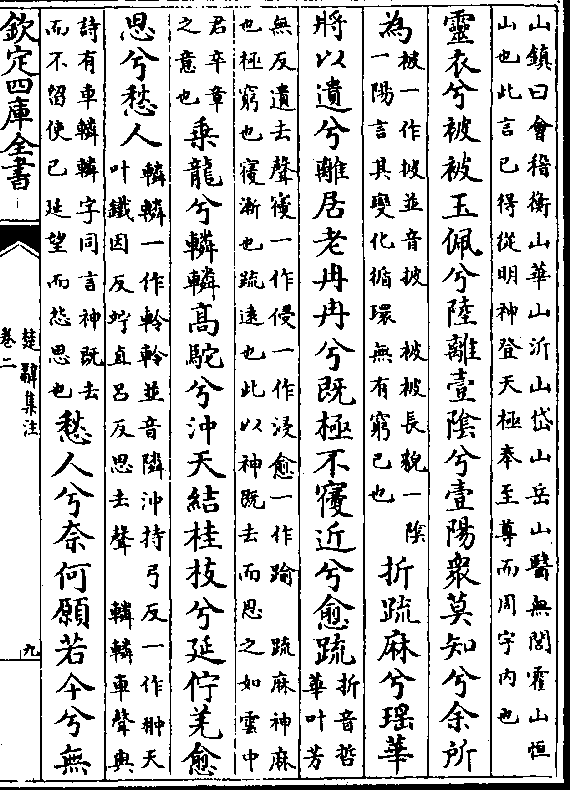 山鎮曰會稽衡山華山沂山岱山岳山醫無閭霍山恒
山也此言已得從明神登天極奉至尊而周宇內也
靈衣兮被被玉佩兮陸離壹陰兮壹陽衆莫知兮余所
為
被一作披並音披 被被長貌一陰
一陽言其變化循環 無有窮已也
折疏麻兮瑶華
將以遺兮離居老冉冉兮既極不寖近兮愈疏
折音哲
華叶芳
無反遺去聲寖一作侵一作浸愈一作踰 疏麻神麻
也極窮也寖漸也疏遠也此以神既去而思之如雲中
君卒章
之意也
乘龍兮轔轔高駝兮沖天結桂枝兮延佇羌愈
思兮愁人
轔轔一作軨軨並音隣沖持弓反一作翀天
叶鐵因反貯直吕反思去聲 轔轔車聲與
詩有車轔轔字同言神既去
而不留使已延望而愁思也
愁人兮奈何願若今兮無
欽定四庫全書
楚辭集注
卷二
九